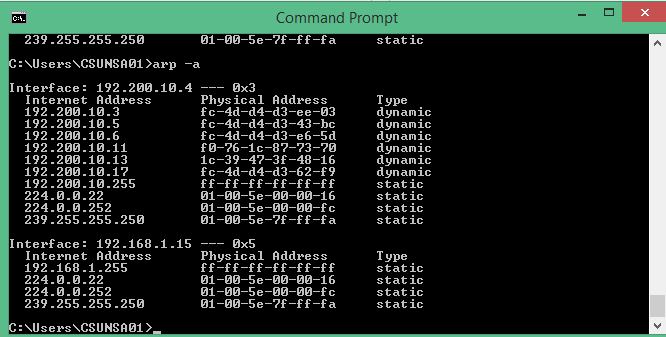 Command Prompt
239.255.255.250 01-00-5e-7f-ff-fa static
C:\Users\CSUNSA01>arp -a
Interface: 192.200.10.4 --- 0x3
Internet Address Physical Address Type
192.200.10.3 fc-4d-d4-d3-ee-03 dynamic
192.200.10.5 fc-4d-d4-d3-43-bc dynamic
192.200.10.6 fc-4d-d4-d3-e6-5d dynamic
192.200.10.11 f0-76-1c-87-73-70 dynamic
192.200.10.13 1c-39-47-3f-48-16 dynamic
192.200.10.17 fc-4d-d4-d3-62-f9 dynamic
192.200.10.255 ff-ff-ff-ff-ff-ff static
224.0.0.22 01-00-5e-00-00-16 static
224.0.0.252 01-00-5e-00-00-fc static
239.255.255.250 01-00-5e-7f-ff-fa static
Interface: 192.168.1.15 --- 0x5
Internet Address Physical Address Type
192.168.1.255 ff-ff-ff-ff-ff-ff static
224.0.0.22 01-00-5e-00-00-16 static
224.0.0.252 01-00-5e-00-00-fc static
239.255.255.250 01-00-5e-7f-ff-fa static
C:\Users\CSUNSA01>_